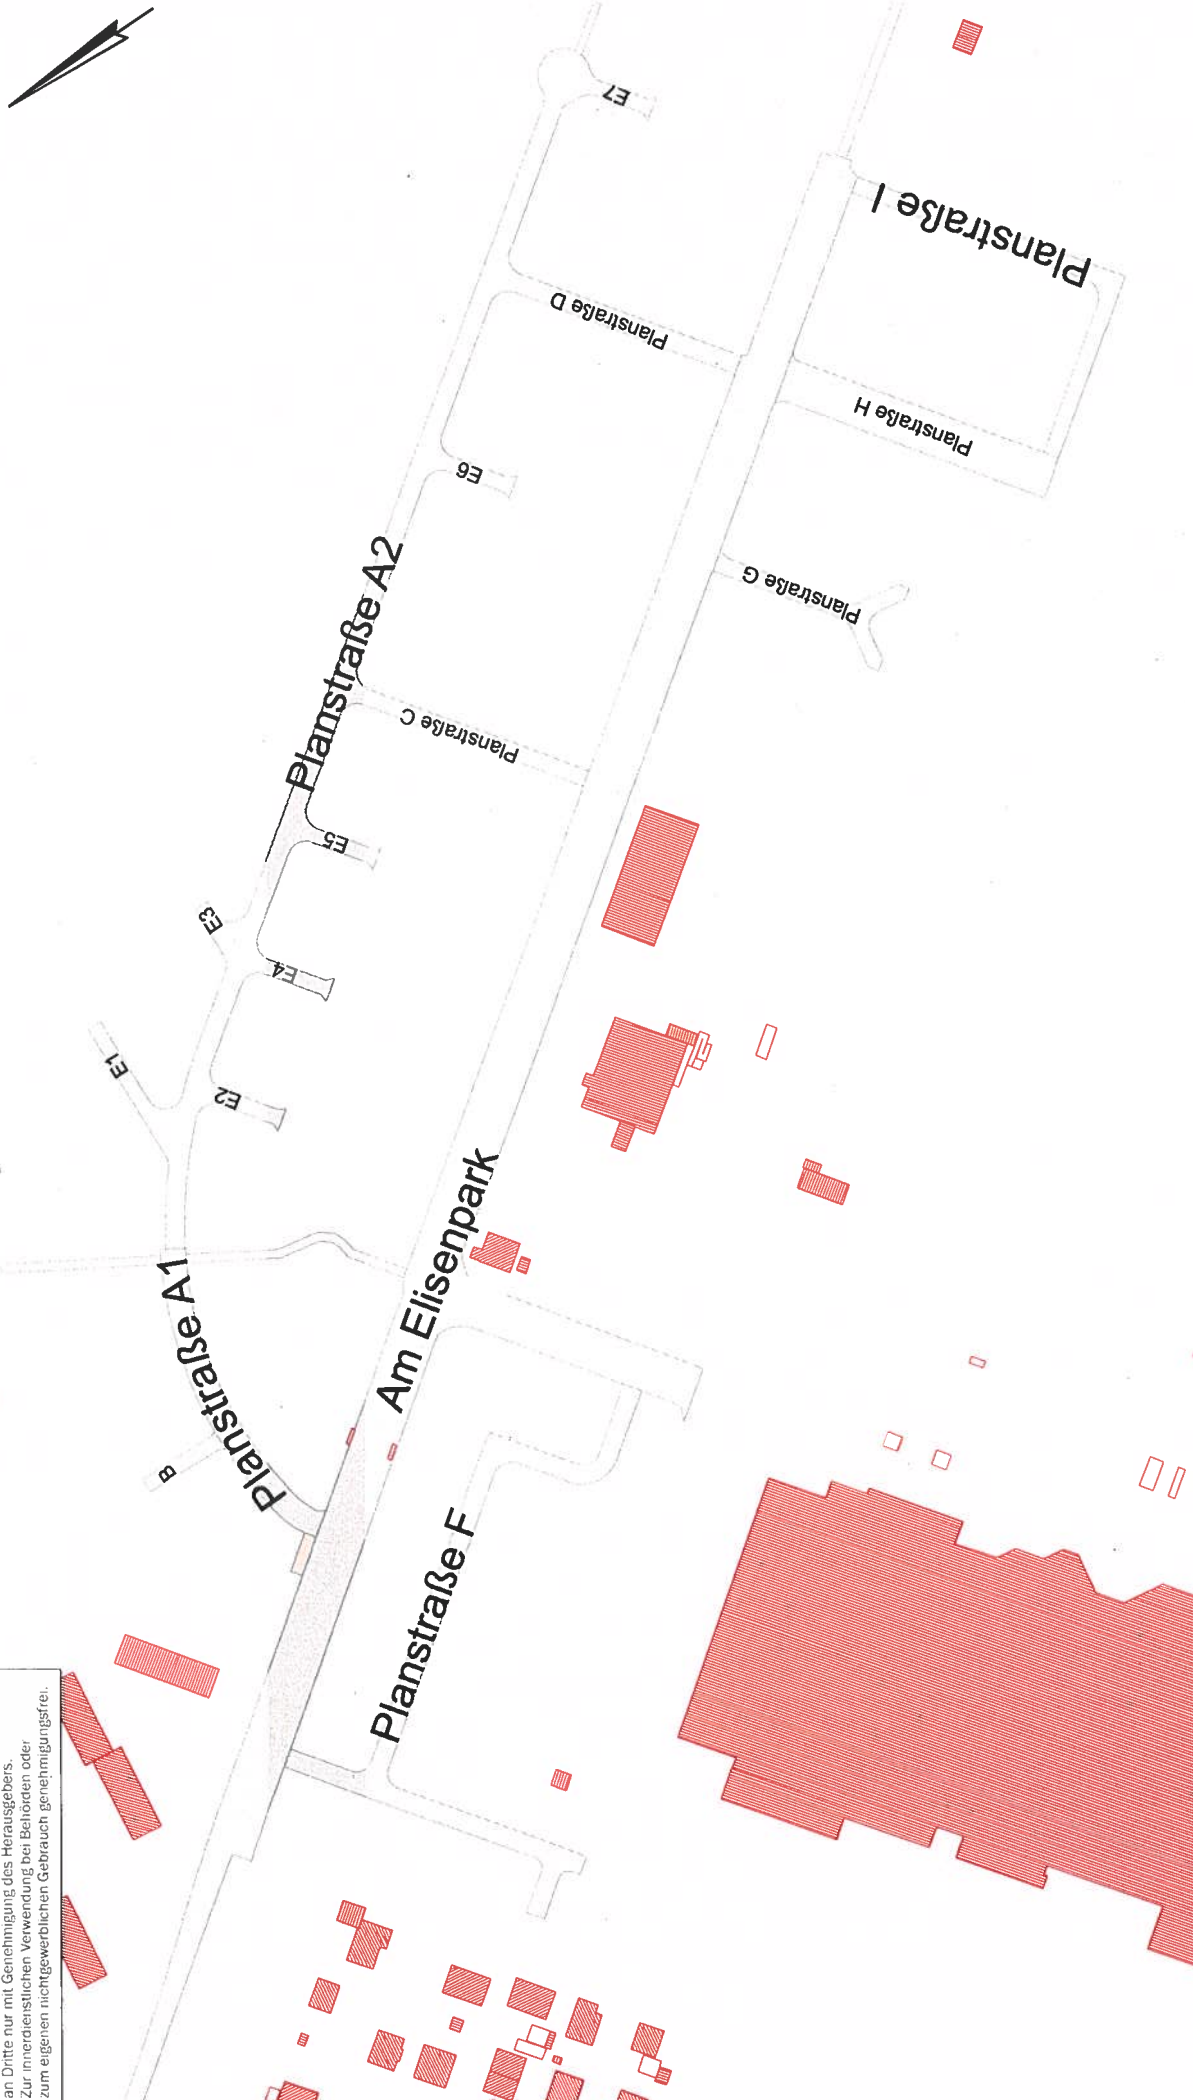 E7
Planstraße I
Planstraße D
Planstraße H
E6
Planstraße A2
Planstraße G
Planstraße C
E5
E3
E4
E1
E2
Am Elisenpark
Planstraße A1
B
Planstraße F
an Dritte nur mit Genehmigung des Herausgebers.
Zur innerdienstlichen Verwendung bei Behörden oder
zum eigenen nichtgewerblichen Gebrauch genehmigungsfrei.